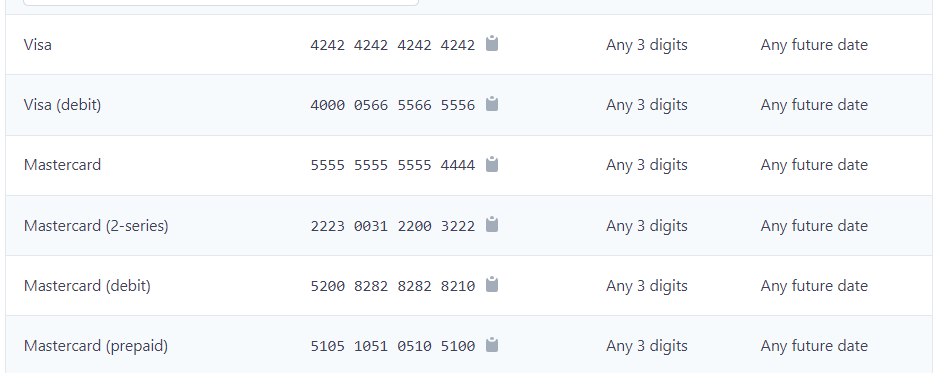 Visa 4242 4242 4242 4242 Any 3 digits Any future date
Visa (debit) 4000 0566 5566 5556 Any 3 digits Any future date
Mastercard 5555 5555 5555 4444 Any 3 digits Any future date
Mastercard (2-series) 2223 0031 2200 3222 Any 3 digits Any future date
Mastercard (debit) 5200 8282 8282 8210 Any 3 digits Any future date
Mastercard (prepaid) 5105 1051 0510 5100 Any 3 digits Any future date